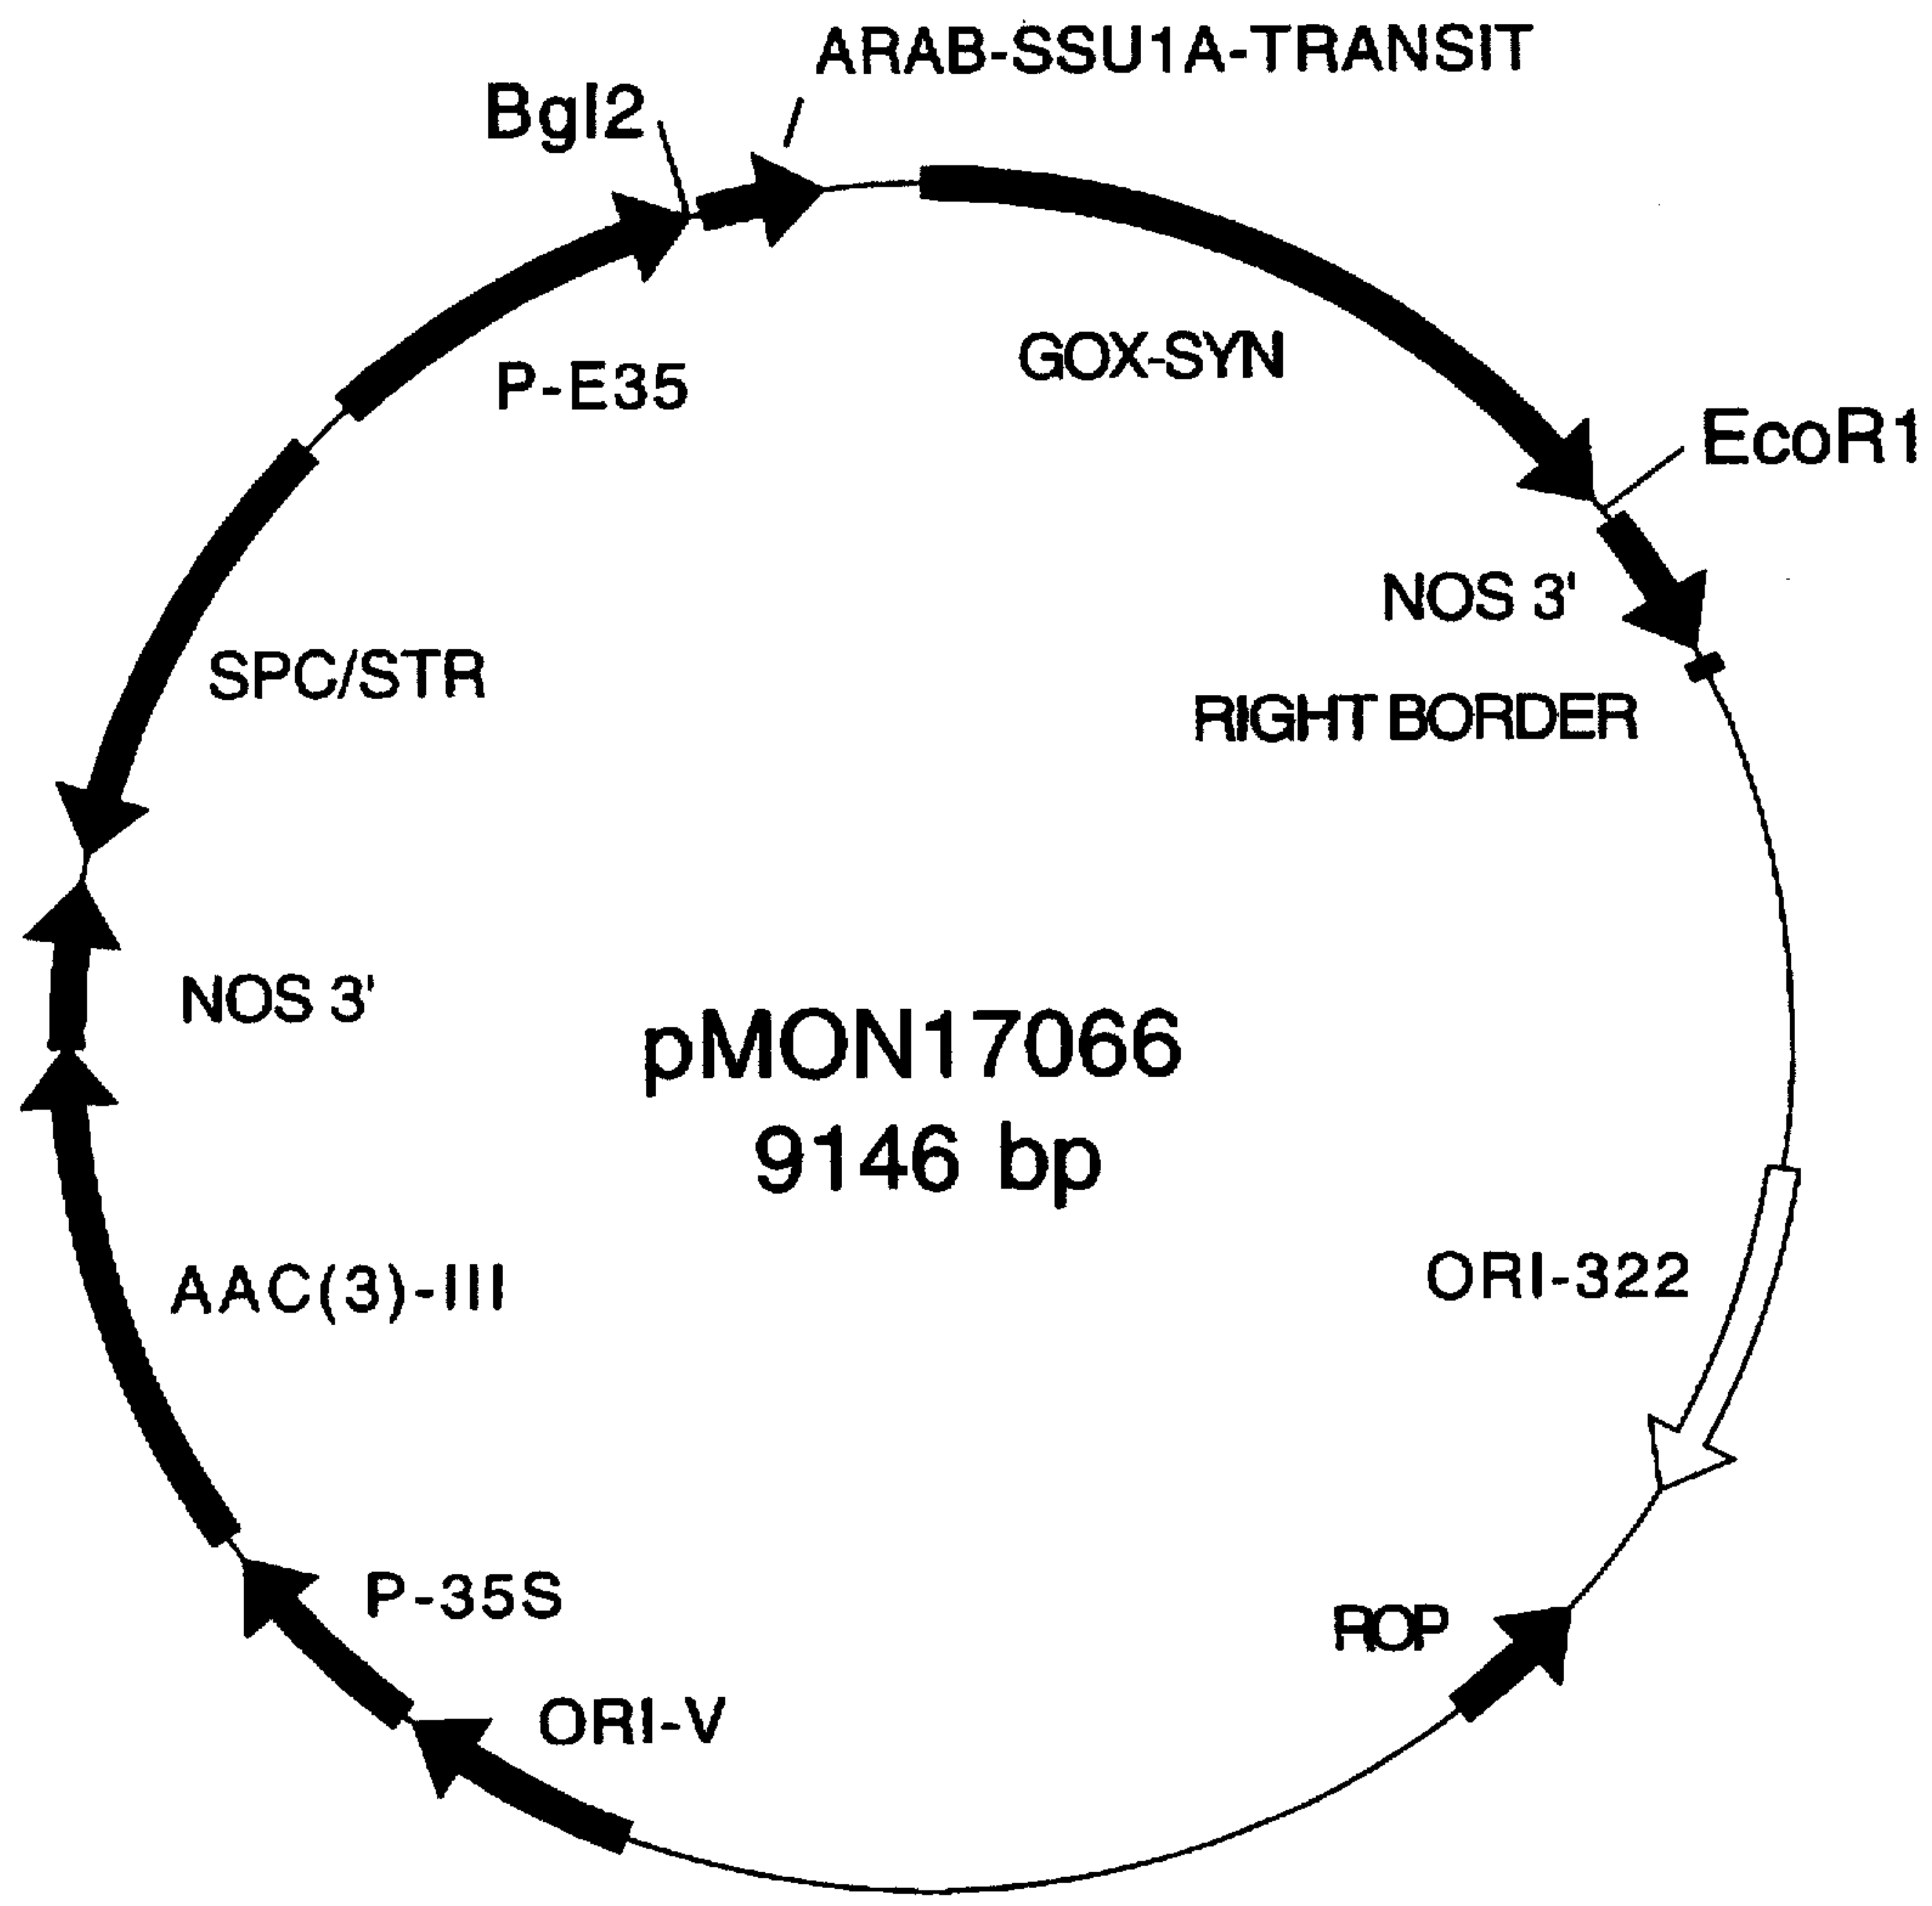 ARAB-SSU1A-TRANSIT
Bgl2
P-E35
GOX-SYN
EcoR1
NOS 3'
SPC/STR
RIGHT BORDER
NOS 3'
pMON17066
9146 bp
AAC(3)-III
ORI-322
P-35S
ROP
ORI-V